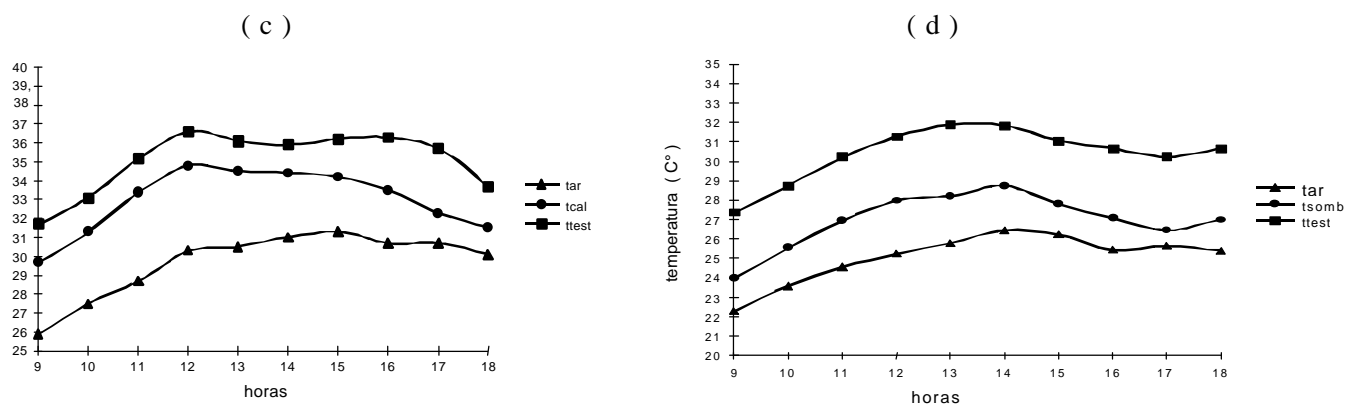 ( c )
40
39,
38
37
36
35
34
33
32
31
30
29
28
27
26
25
9 10 11 12 13 14 15 16 17 18
horas
tar
tcal
ttest
( d )
temperatura ( C° )
35
34
33
32
31
30
29
28
27
26
25
24
23
22
21
20
9 10 11 12 13 14 15 16 17 18
horas
tar
tsomb
ttest